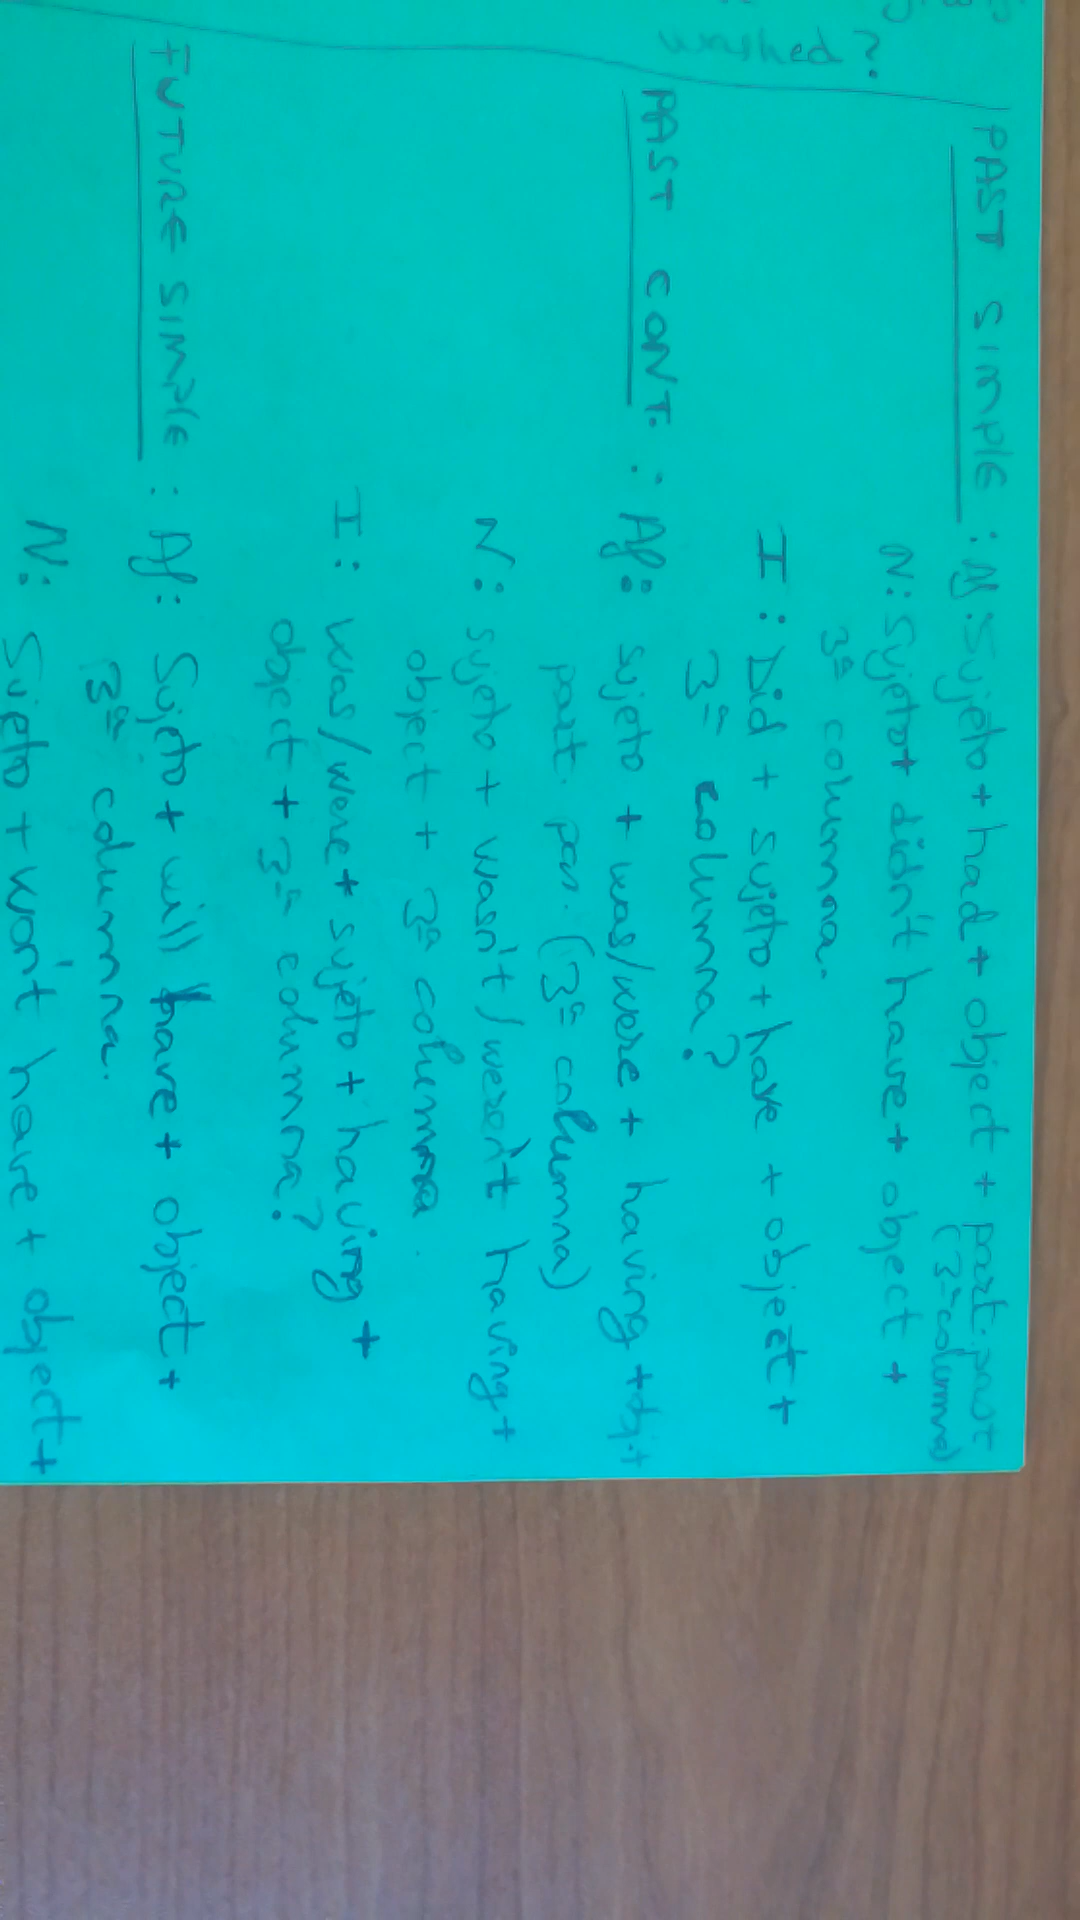 washed?
PAST SIMPLE: Af: Sujeto + had + object + part. past
(3ª columna)
N: Sujeto + didn't have + object +
3ª columna.
I: Did + sujeto + have + object +
3ª columna?
PAST CONT.: Af: sujeto + was/were + having + obj. +
part. pas. (3ª columna)
N: sujeto + wasn't/weren't having +
object + 3ª columna.
I: was/were + sujeto + having +
object + 3ª columna?
FUTURE SIMPLE: Af: Sujeto + will have + object +
3ª columna.
N: Sujeto + won't have + object +